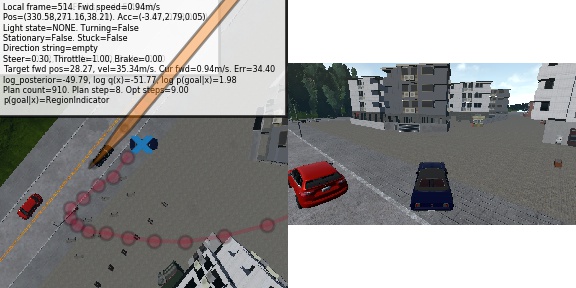 Local frame=514. Fwd speed=0.94m/s
Pos=(330.58,271.16,38.21). Acc=(-3.47,2.79,0.05)
Light state=NONE. Turning=False
Stationary=False. Stuck=False
Direction string=empty
Steer=0.30, Throttle=1.00, Brake=0.00
Target fwd pos=28.27, vel=35.34m/s. Cur fwd=0.94m/s. Err=34.40
log_posterior=-49.79, log q(x)=-51.77, log p(goal|x)=1.98
Plan count=910. Plan step=8. Opt steps=9.00
p(goal|x)=RegionIndicator